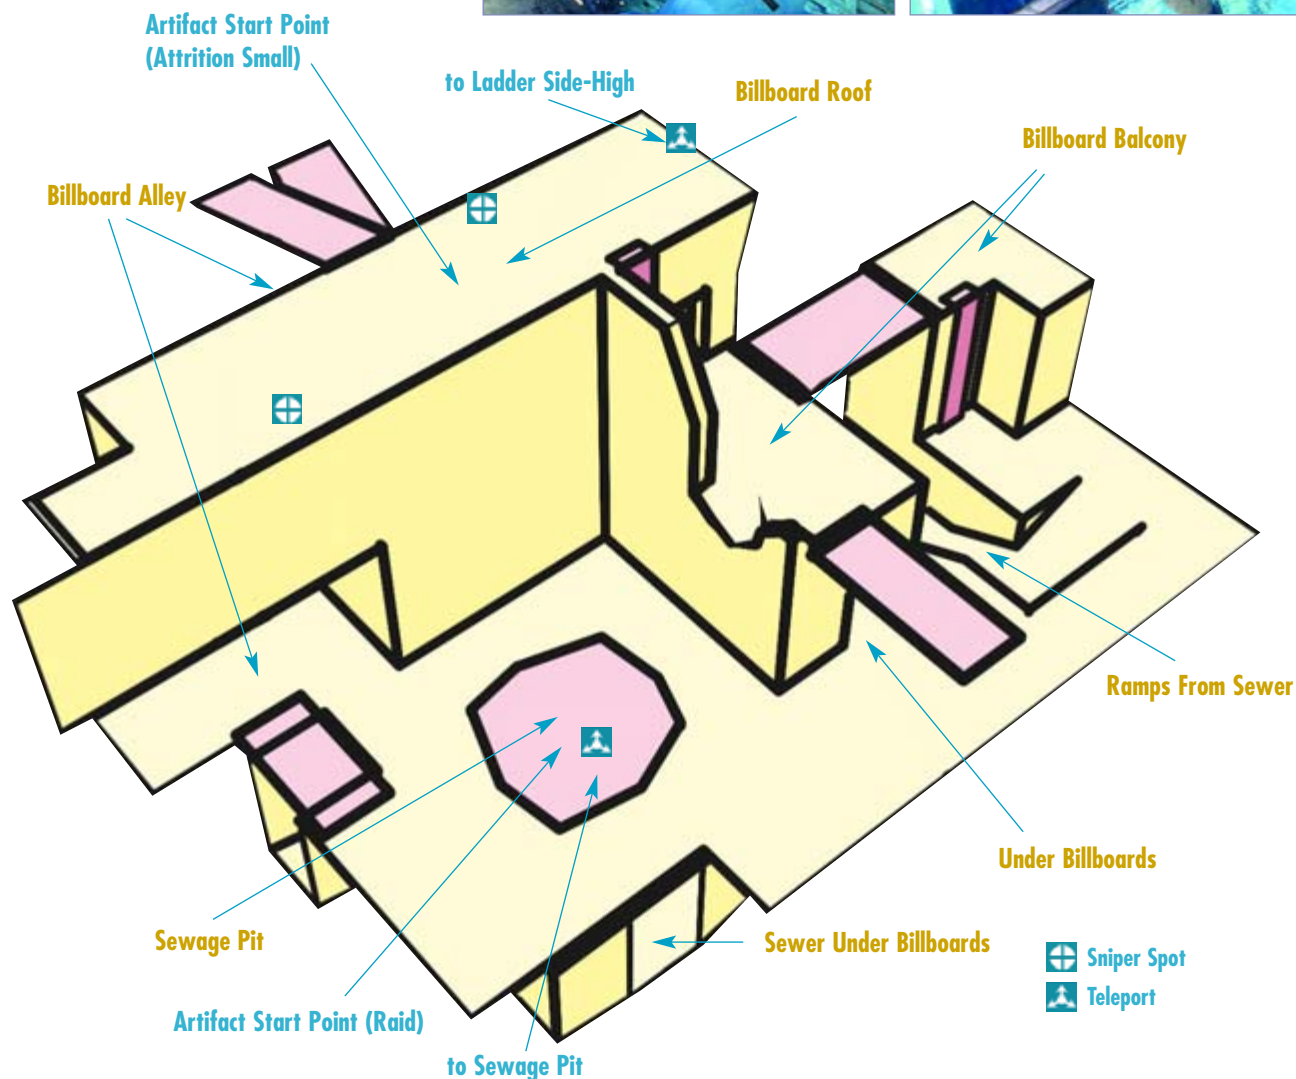 Artifact Start Point
(Attrition Small)
to Ladder Side-High
Billboard Roof
Billboard Balcony
Billboard Alley
Ramps From Sewer
Under Billboards
Sewage Pit
Sewer Under Billboards
Sniper Spot
Teleport
Artifact Start Point (Raid)
to Sewage Pit